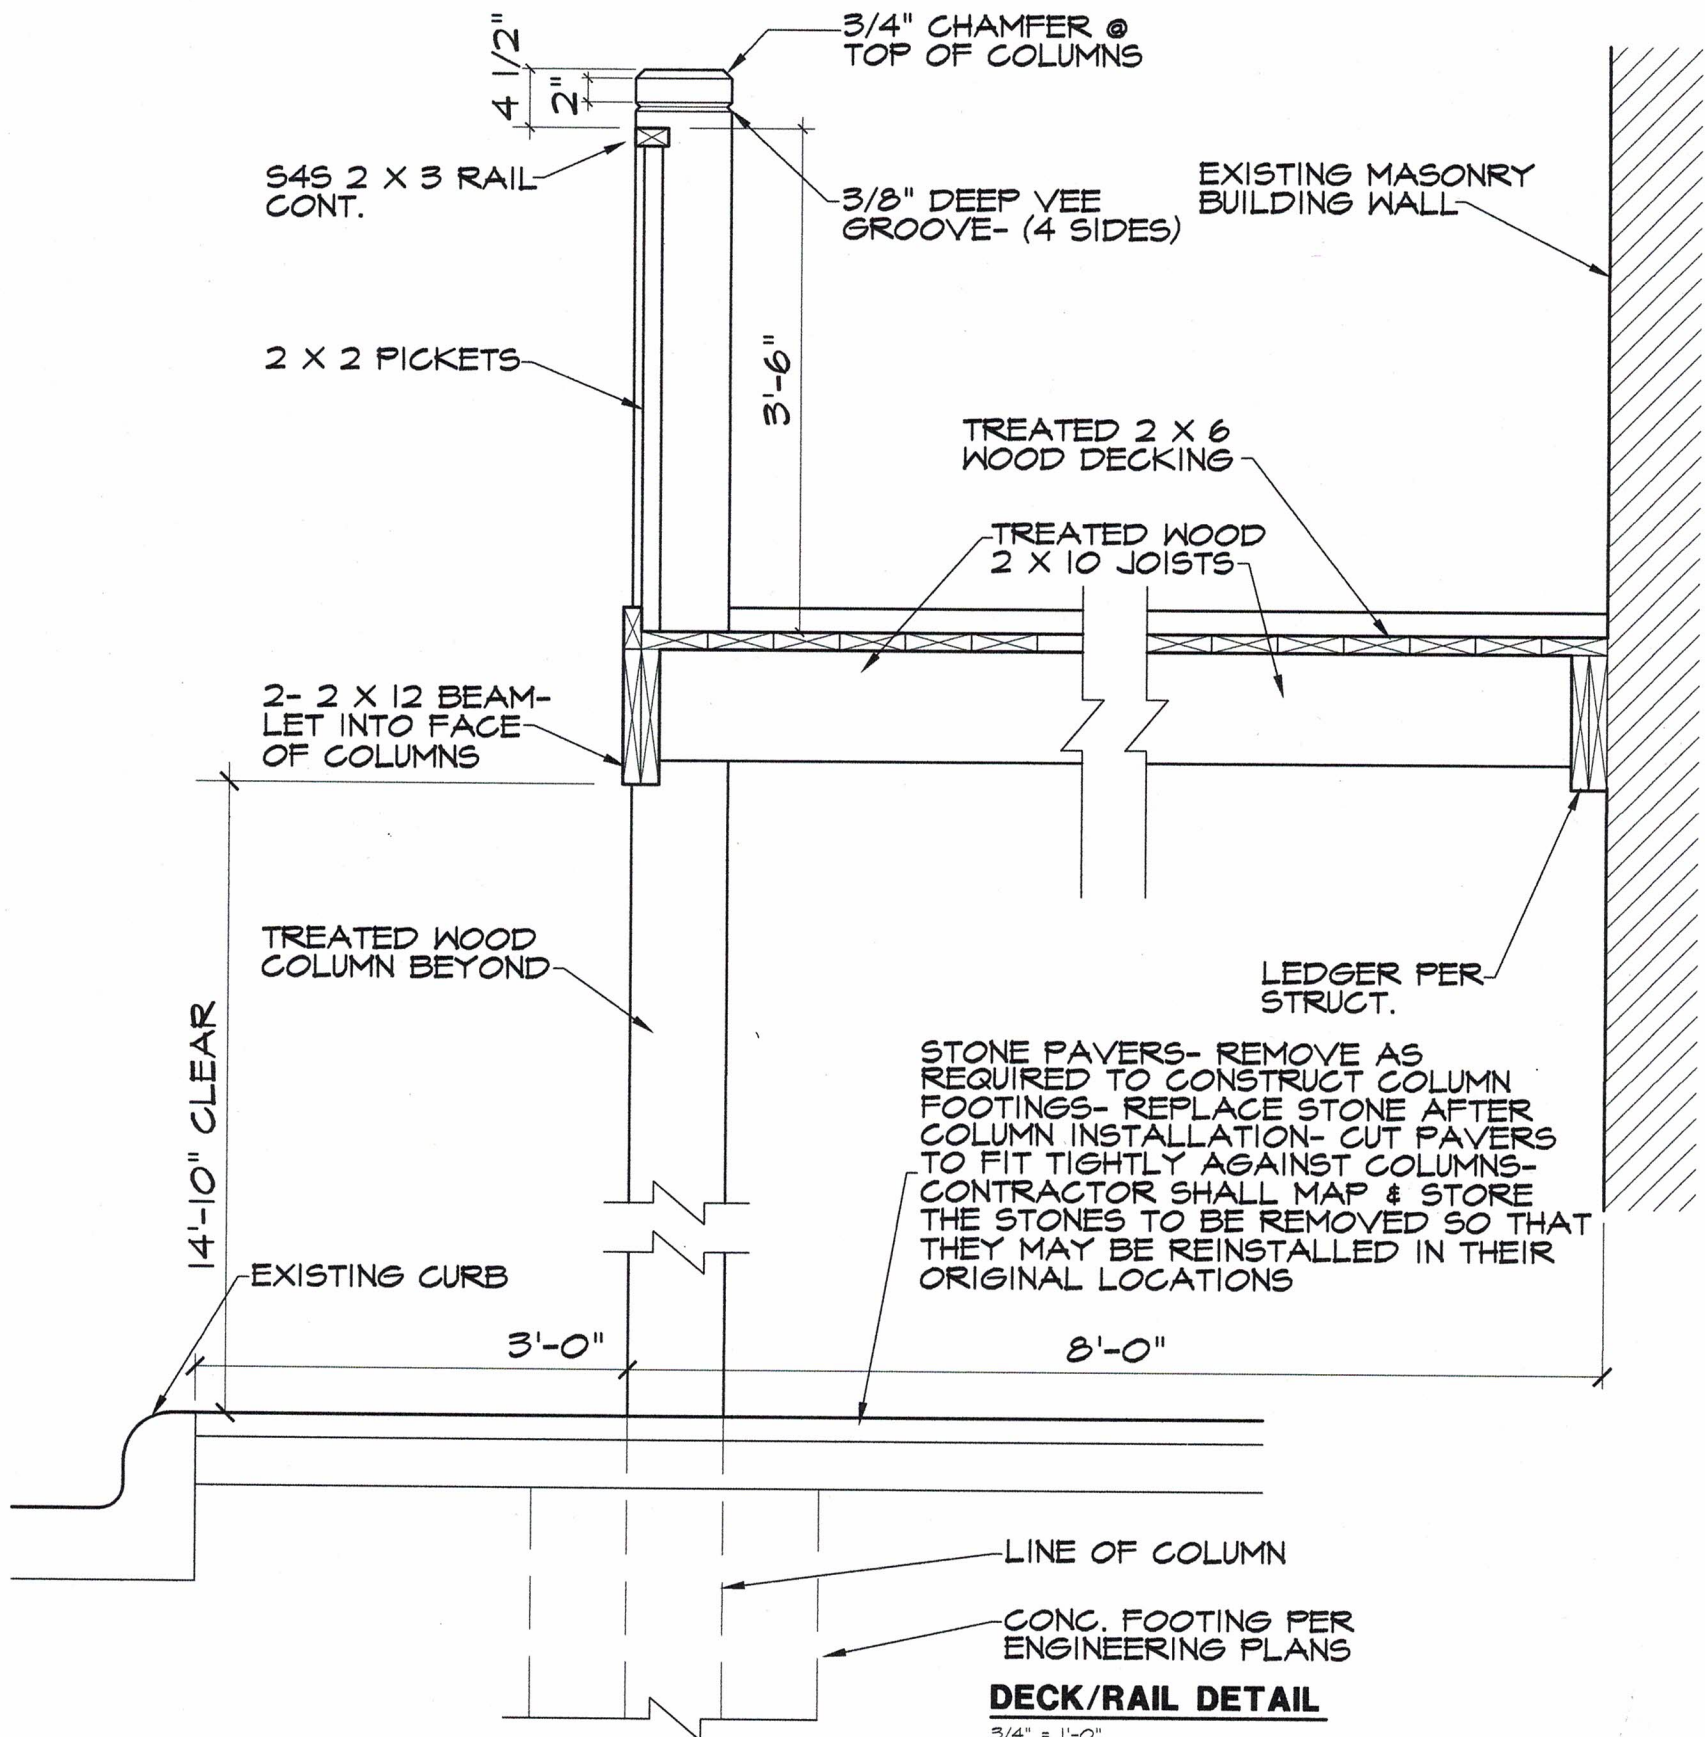 3/4" CHAMFER @
TOP OF COLUMNS
4 1/2"
2"
S4S 2 X 3 RAIL
CONT.
3/8" DEEP VEE
GROOVE- (4 SIDES)
EXISTING MASONRY
BUILDING WALL
2 X 2 PICKETS
3'-6"
TREATED 2 X 6
WOOD DECKING
TREATED WOOD
2 X 10 JOISTS
2- 2 X 12 BEAM-
LET INTO FACE
OF COLUMNS
TREATED WOOD
COLUMN BEYOND
LEDGER PER
STRUCT.
14'-10" CLEAR
STONE PAVERS- REMOVE AS
REQUIRED TO CONSTRUCT COLUMN
FOOTINGS- REPLACE STONE AFTER
COLUMN INSTALLATION- CUT PAVERS
TO FIT TIGHTLY AGAINST COLUMNS-
CONTRACTOR SHALL MAP & STORE
THE STONES TO BE REMOVED SO THAT
THEY MAY BE REINSTALLED IN THEIR
ORIGINAL LOCATIONS
EXISTING CURB
3'-0"
8'-0"
LINE OF COLUMN
CONC. FOOTING PER
ENGINEERING PLANS
DECK/RAIL DETAIL
3/4" = 1'-0"